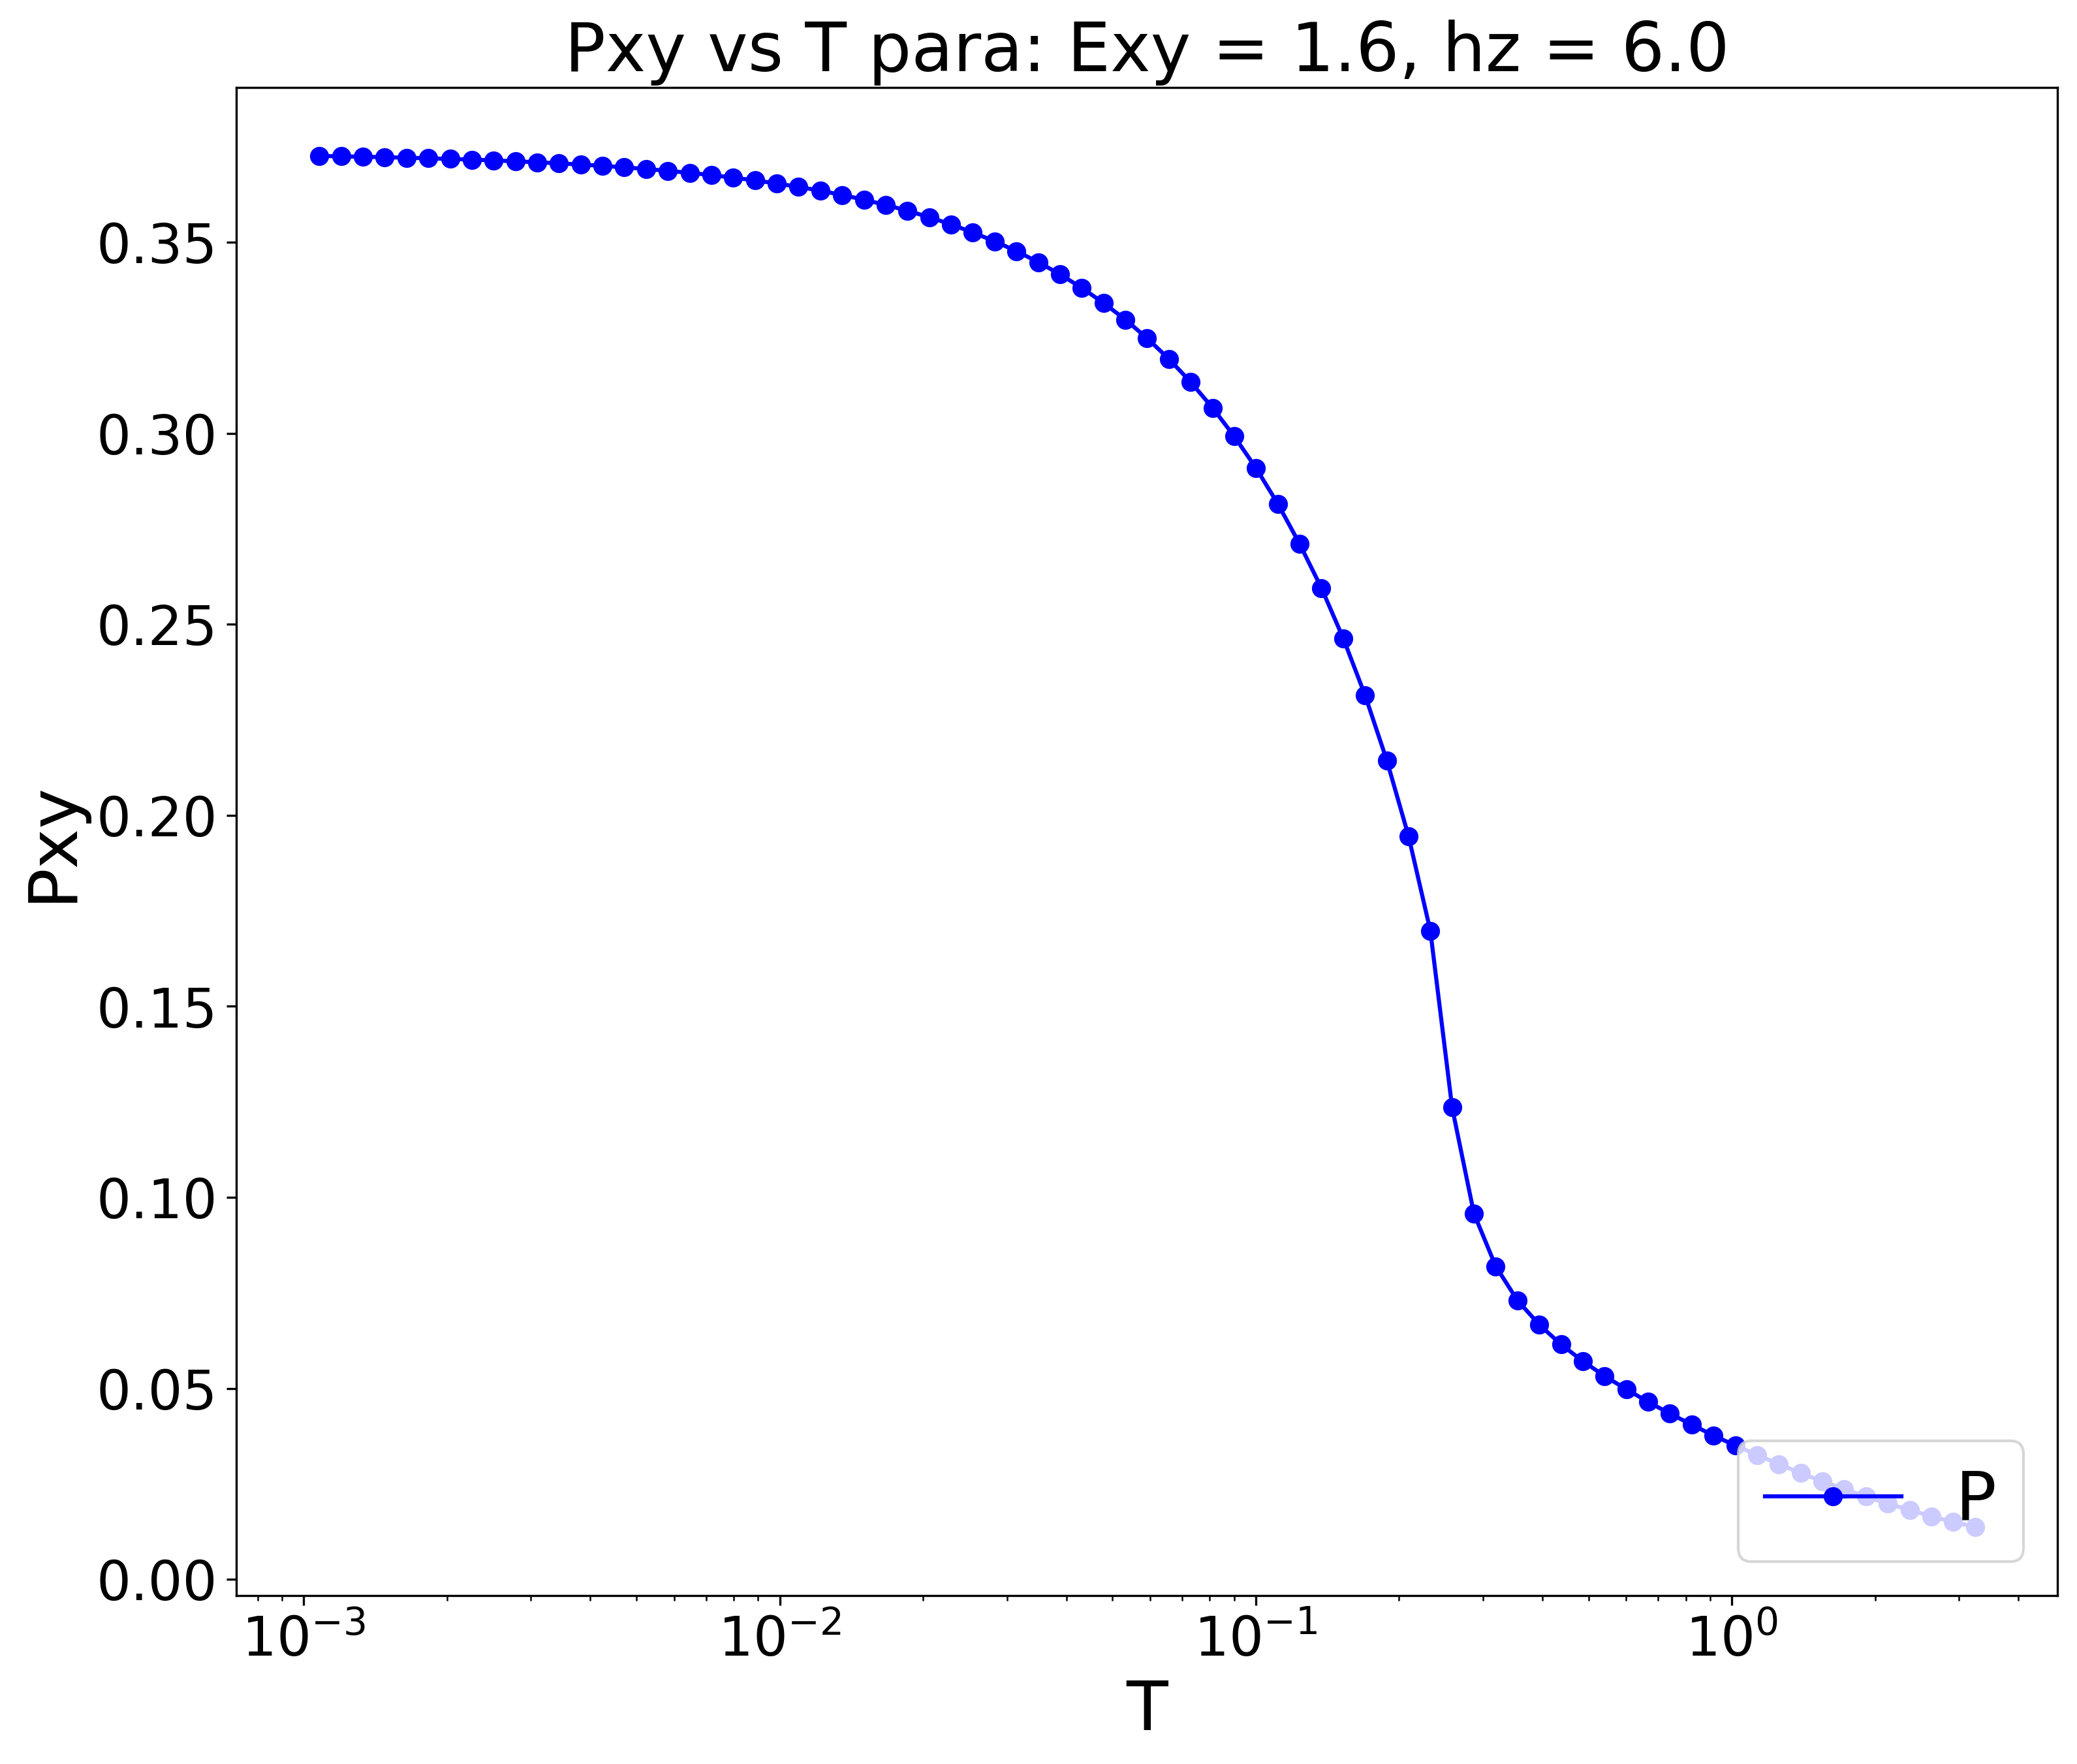 Pxy vs T para: Exy = 1.6, hz = 6.0
Pxy
0.35
0.30
0.25
0.20
0.15
0.10
0.05
0.00
P
10⁻³ 10⁻² 10⁻¹ 10⁰
T